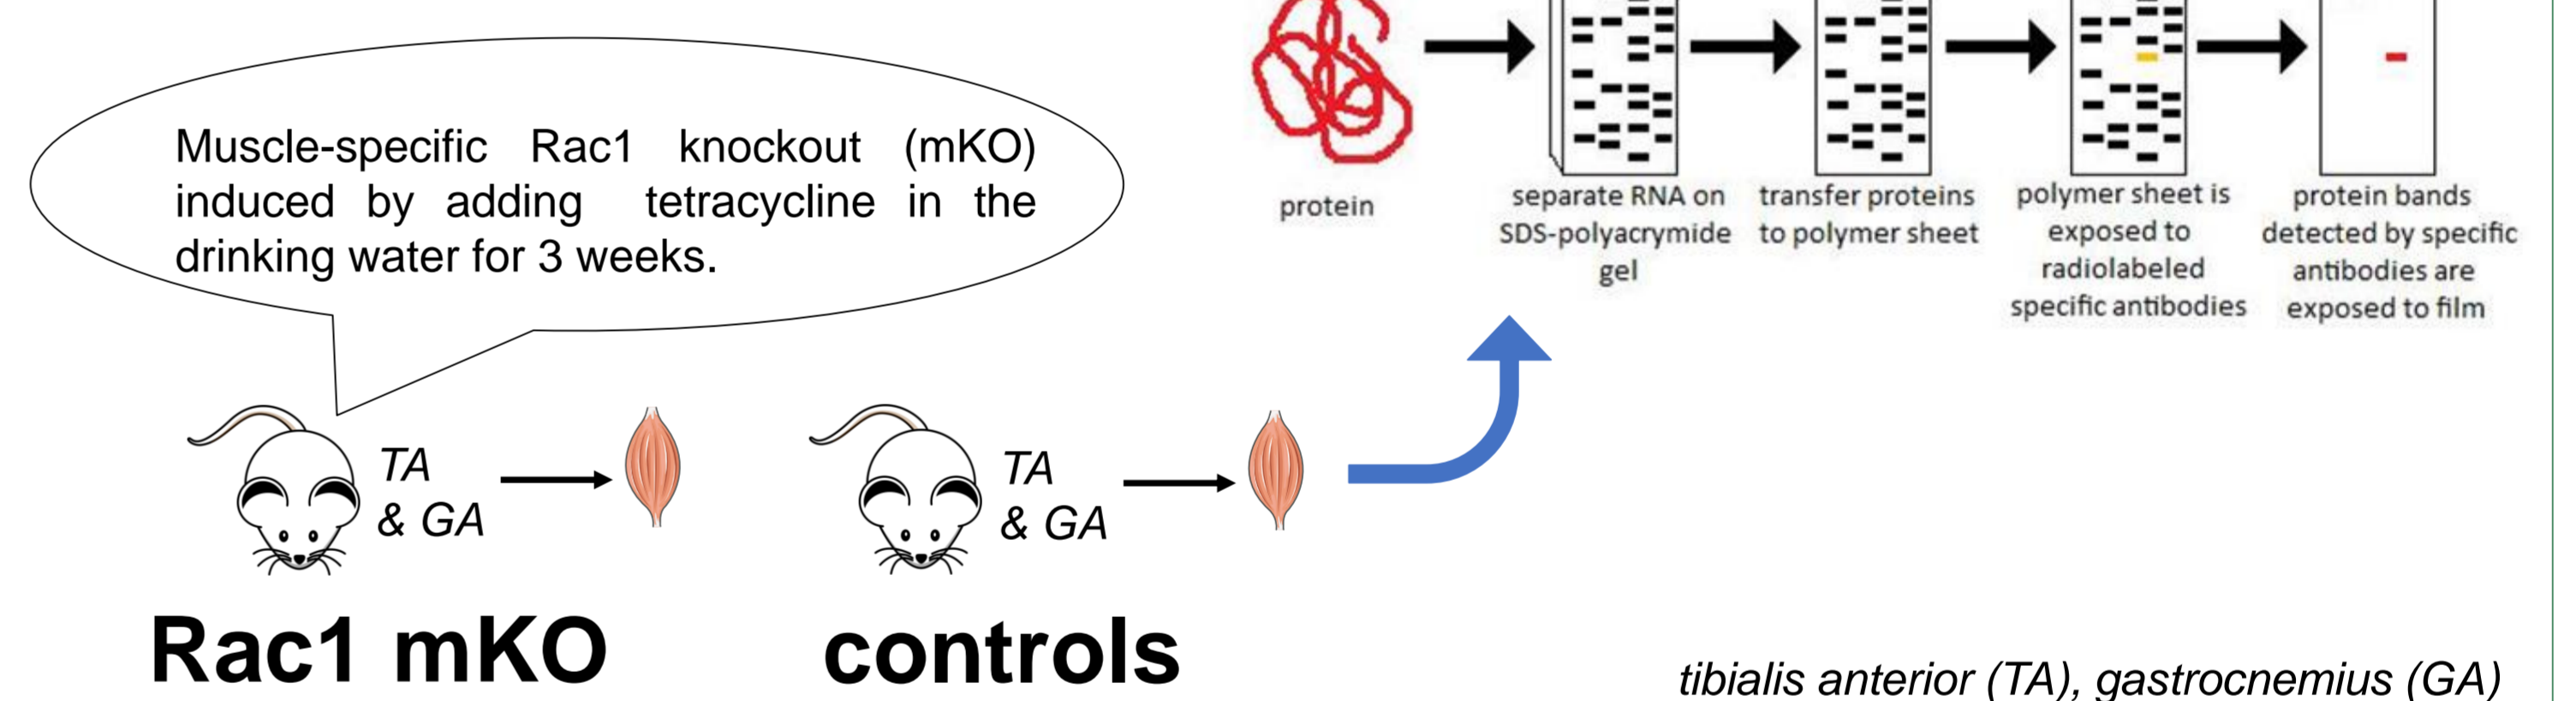 Muscle-specific Rac1 knockout (mKO)
induced by adding tetracycline in the
drinking water for 3 weeks.
protein
separate RNA on
SDS-polyacrymide
gel
transfer proteins
to polymer sheet
polymer sheet is
exposed to
radiolabeled
specific antibodies
protein bands
detected by specific
antibodies are
exposed to film
TA
& GA
TA
& GA
Rac1 mKO
controls
tibialis anterior (TA), gastrocnemius (GA)